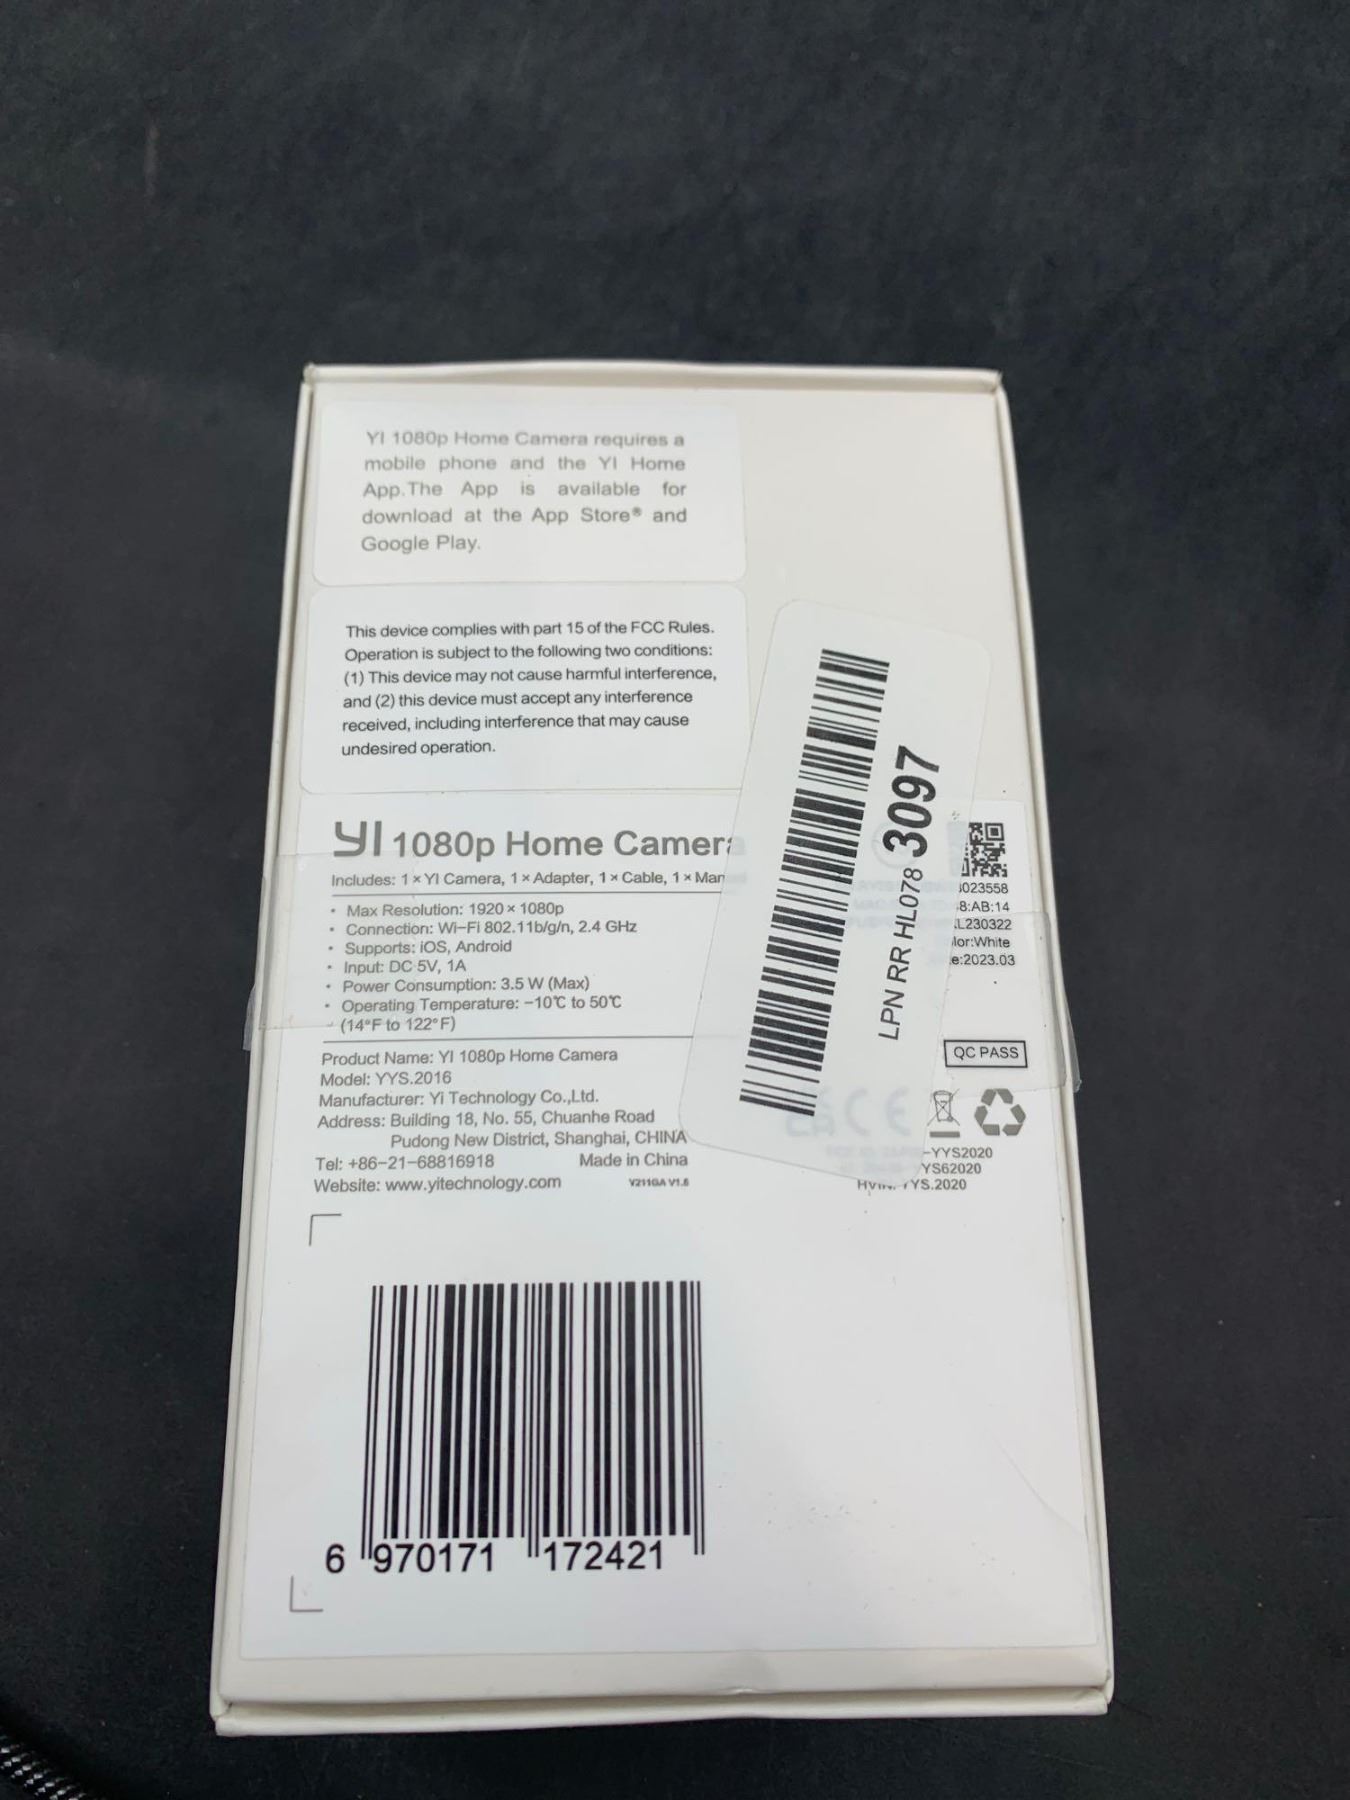 YI 1080p Home Camera requires a
mobile phone and the YI Home
App.The App is available for
download at the App Store® and
Google Play.
This device complies with part 15 of the FCC Rules.
Operation is subject to the following two conditions:
(1) This device may not cause harmful interference,
and (2) this device must accept any interference
received, including interference that may cause
undesired operation.
YI 1080p Home Camera
Includes: 1 × YI Camera, 1 × Adapter, 1 × Cable, 1 ×
• Max Resolution: 1920 × 1080p
• Connection: Wi-Fi 802.11b/g/n, 2.4 GHz
• Supports: iOS, Android
• Input: DC 5V, 1A
• Power Consumption: 3.5 W (Max)
• Operating Temperature: -10℃ to 50℃
(14°F to 122°F)
Product Name: YI 1080p Home Camera
Model: YYS.2016
Manufacturer: Yi Technology Co.,Ltd.
Address: Building 18, No. 55, Chuanhe Road
Pudong New District, Shanghai, CHINA
Tel: +86-21-68816918 Made in China
Website: www.yitechnology.com V211GA V1.6
LPN RR HL078 3097
023558
8:AB:14
L230322
lor:White
e:2023.03
QC PASS
CE
-YYS2020
YS62020
YS.2020
6 970171 172421